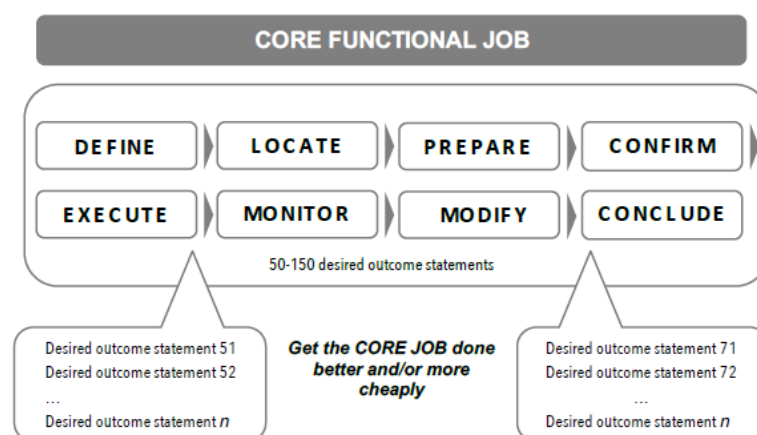 CORE FUNCTIONAL JOB
DEFINE
LOCATE
PREPARE
CONFIRM
EXECUTE
MONITOR
MODIFY
CONCLUDE
50-150 desired outcome statements
Desired outcome statement 51
Desired outcome statement 52
...
Desired outcome statement n
Get the CORE JOB done
better and/or more
cheaply
Desired outcome statement 71
Desired outcome statement 72
...
Desired outcome statement n